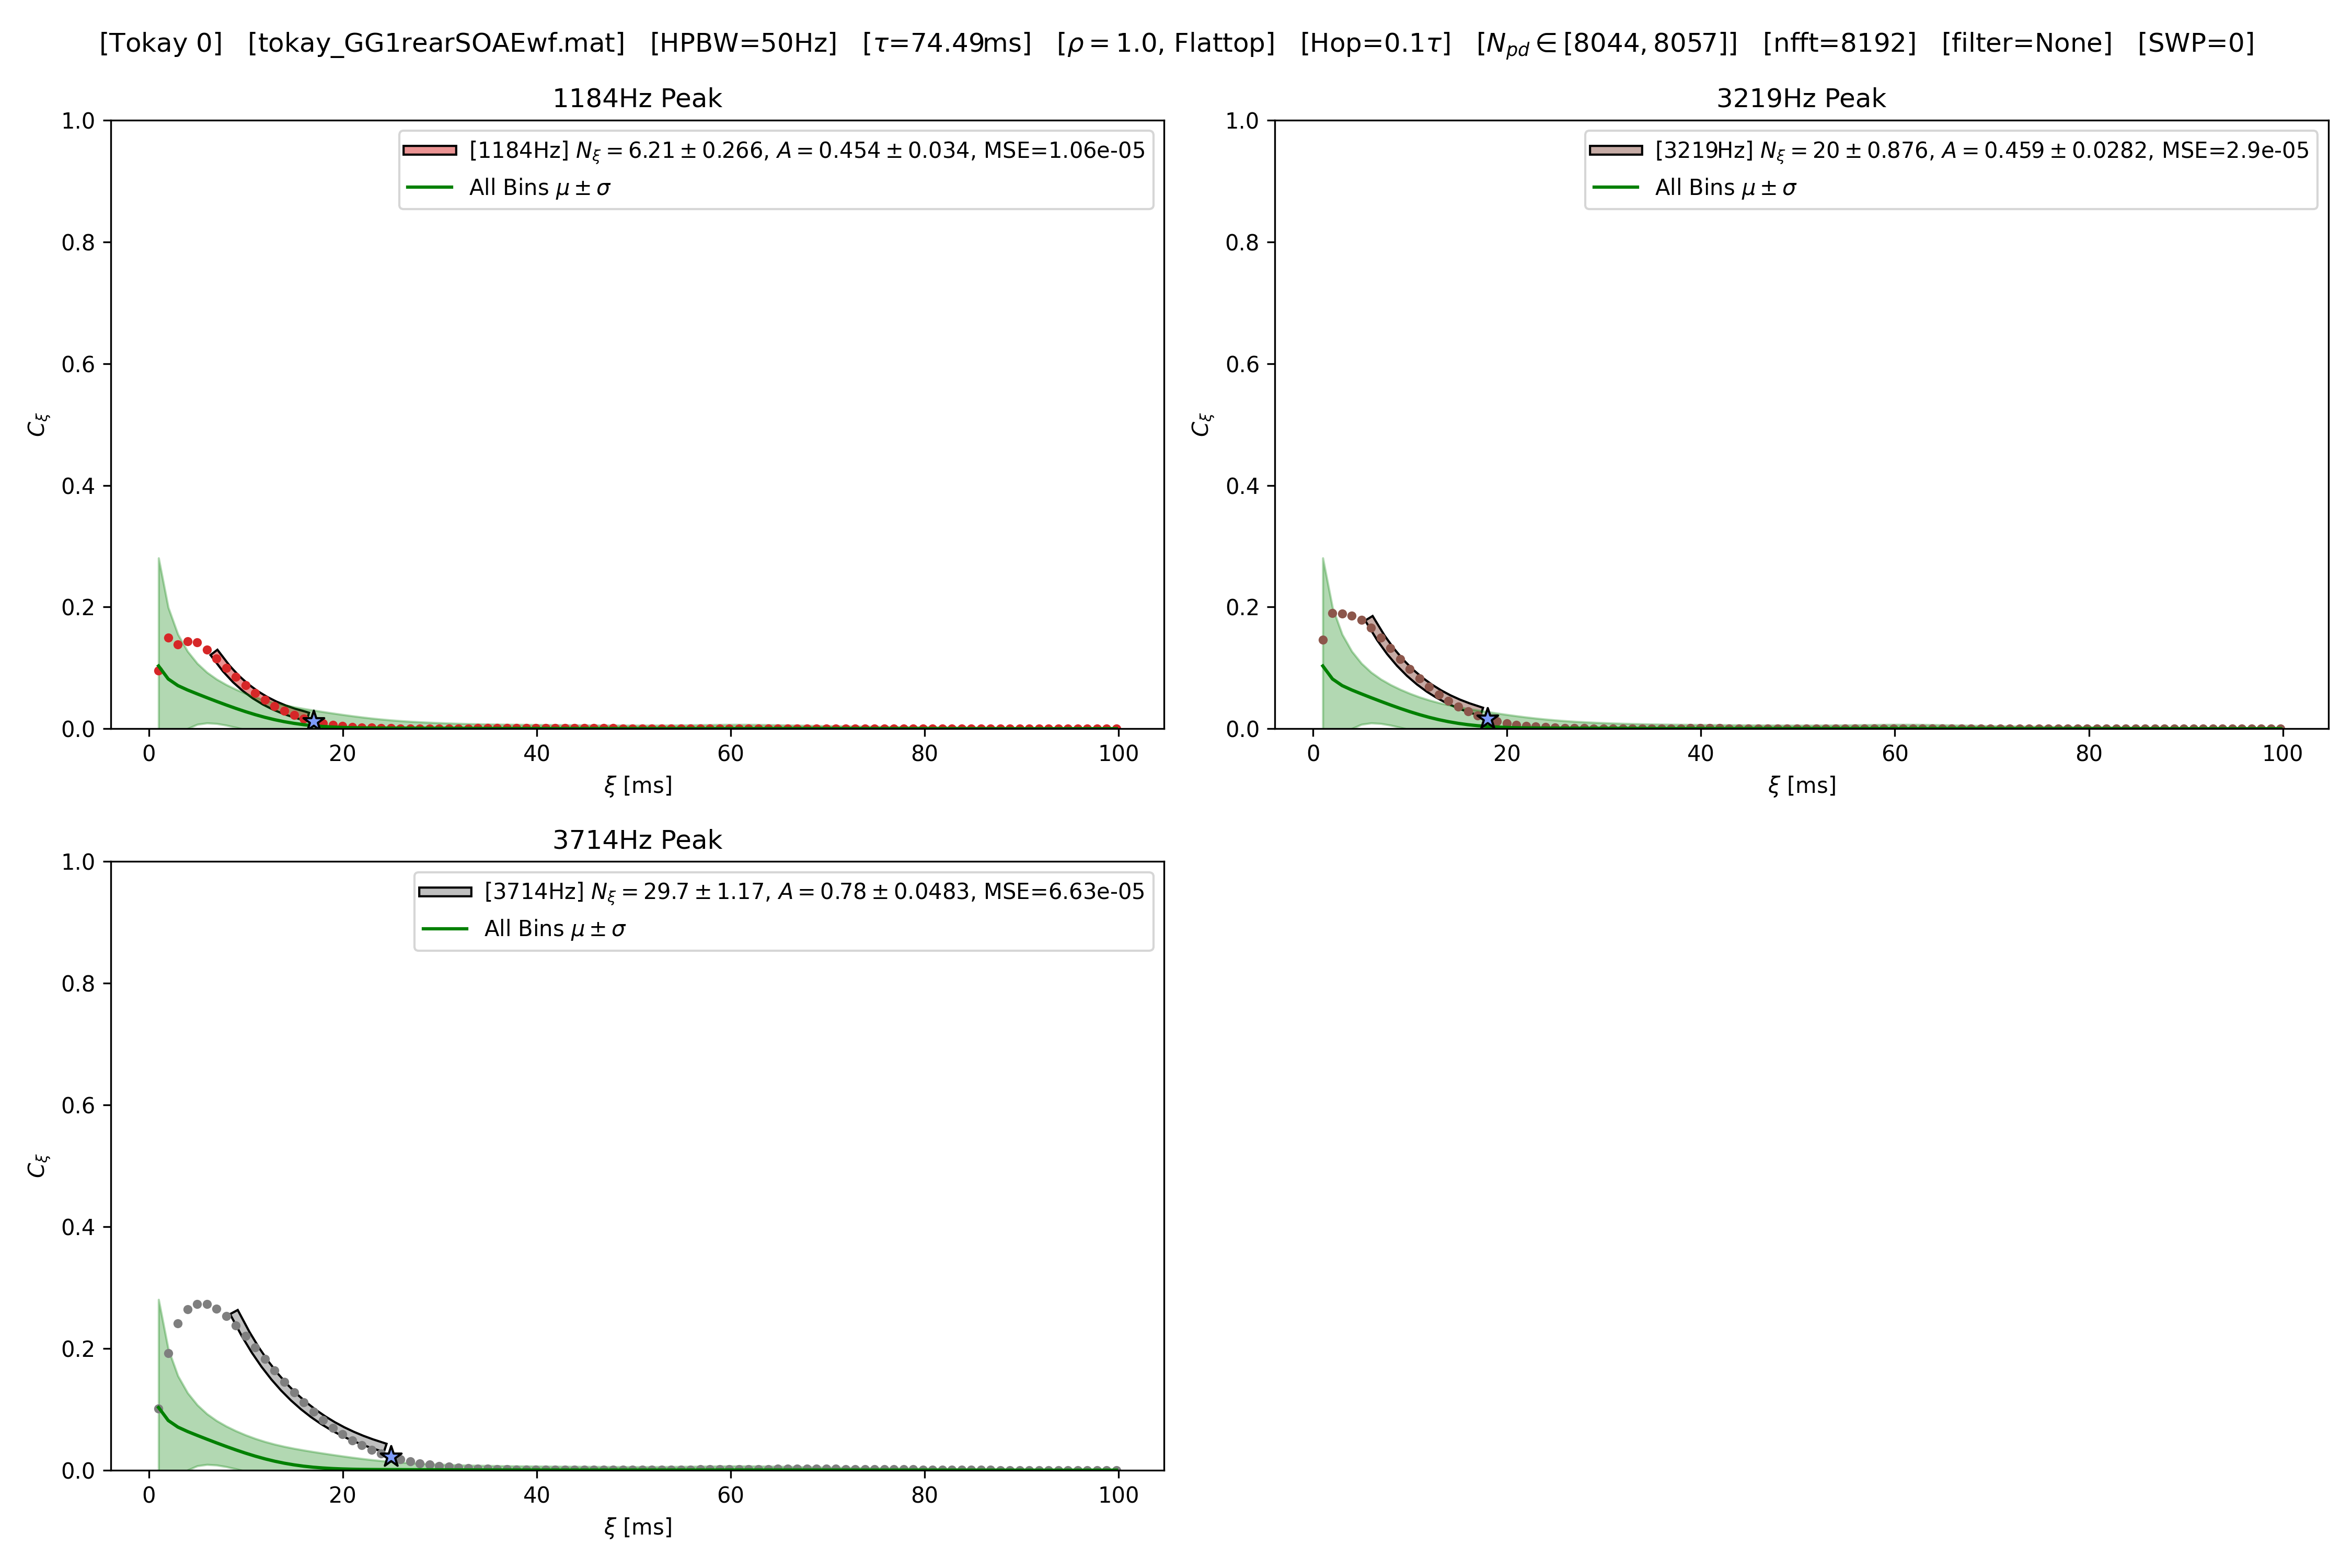 [Tokay 0] [tokay_GG1rearSOAEwf.mat] [HPBW=50Hz] [τ=74.49ms] [ρ = 1.0, Flattop] [Hop=0.1τ] [N_pd ∈ [8044, 8057]] [nfft=8192] [filter=None] [SWP=0]
1184Hz Peak
[1184Hz] N_ξ = 6.21 ± 0.266, A = 0.454 ± 0.034, MSE=1.06e-05
All Bins μ ± σ
1.0
0.8
0.6
0.4
0.2
0.0
C_ξ
0 20 40 60 80 100
ξ [ms]
3219Hz Peak
[3219Hz] N_ξ = 20 ± 0.876, A = 0.459 ± 0.0282, MSE=2.9e-05
All Bins μ ± σ
1.0
0.8
0.6
0.4
0.2
0.0
C_ξ
0 20 40 60 80 100
ξ [ms]
3714Hz Peak
[3714Hz] N_ξ = 29.7 ± 1.17, A = 0.78 ± 0.0483, MSE=6.63e-05
All Bins μ ± σ
1.0
0.8
0.6
0.4
0.2
0.0
C_ξ
0 20 40 60 80 100
ξ [ms]